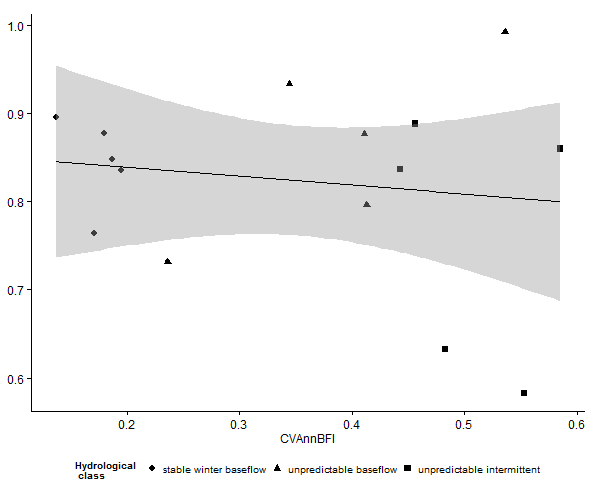 1.0
0.9
0.8
0.7
0.6
0.2 0.3 0.4 0.5 0.6
CVAnnBFI
Hydrological
class
stable winter baseflow unpredictable baseflow unpredictable intermittent